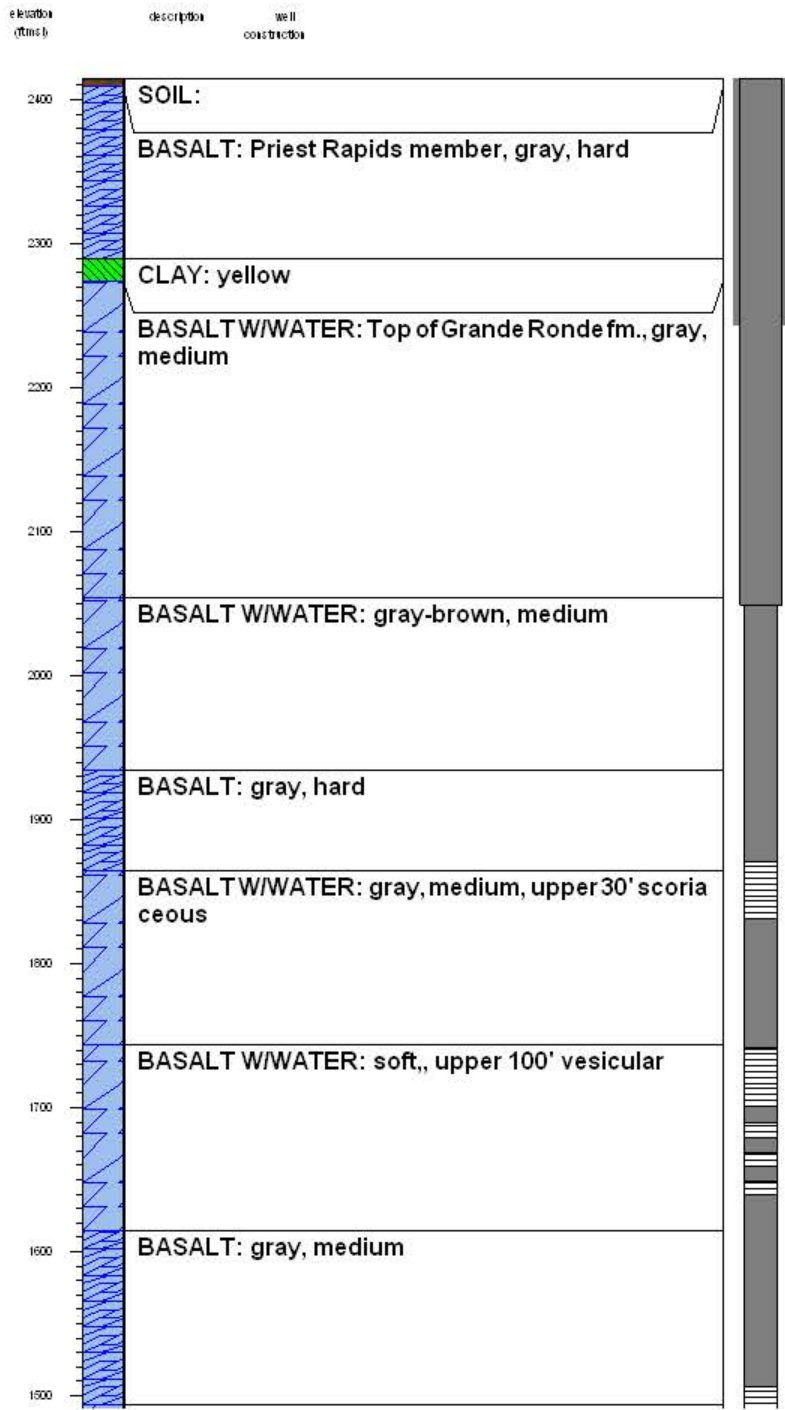 elevation description well
(ftmsl) construction
2400
SOIL:
BASALT: Priest Rapids member, gray, hard
2300
CLAY: yellow
BASALT W/WATER: Top of Grande Ronde fm., gray,
medium
2200
2100
BASALT W/WATER: gray-brown, medium
2000
BASALT: gray, hard
1900
BASALT W/WATER: gray, medium, upper 30' scoria
ceous
1800
BASALT W/WATER: soft,, upper 100' vesicular
1700
BASALT: gray, medium
1600
1500